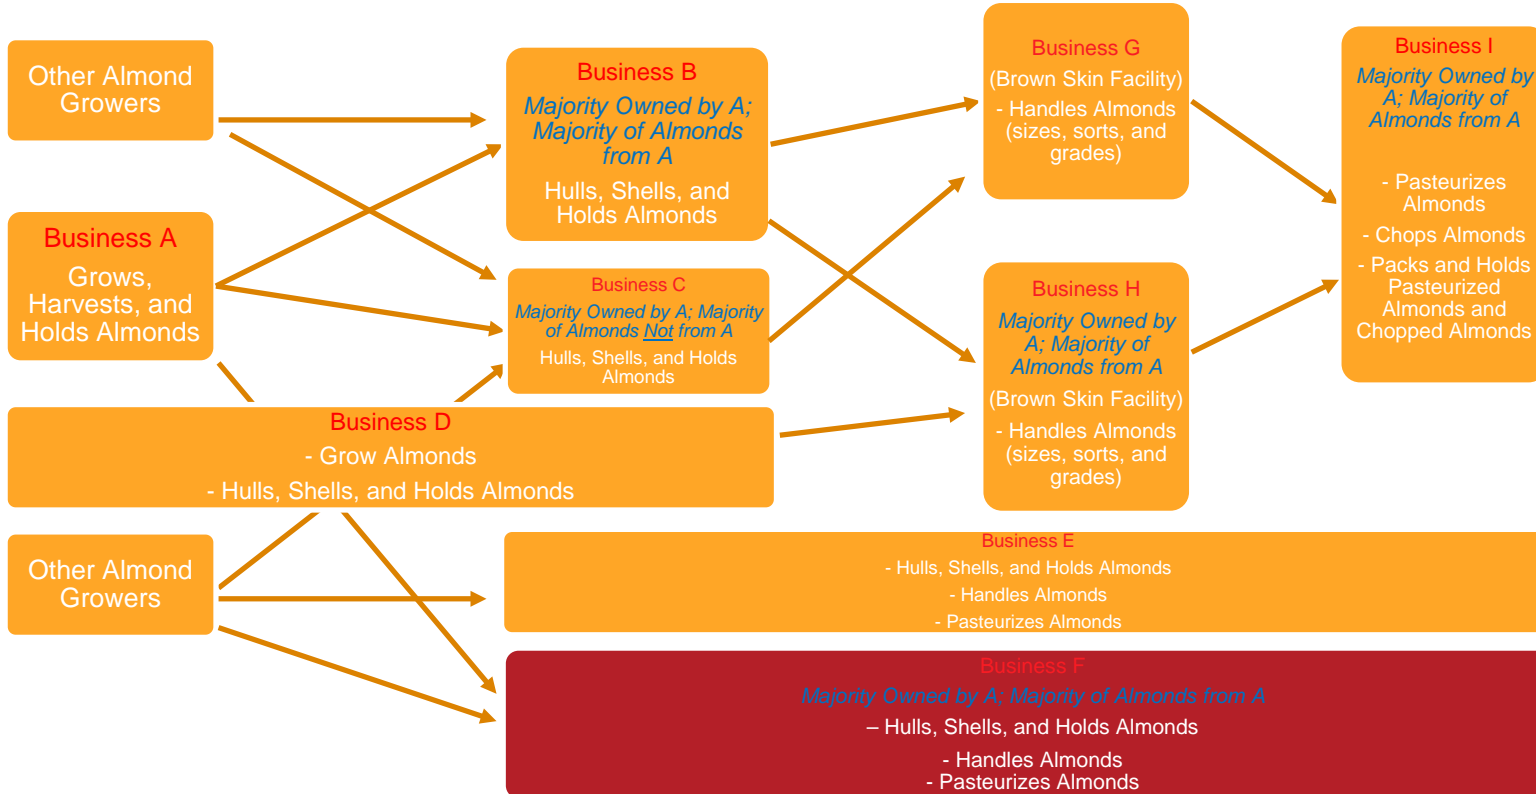 Other Almond
Growers
Business A
Grows,
Harvests, and
Holds Almonds
Business B
Majority Owned by A;
Majority of Almonds
from A
Hulls, Shells, and
Holds Almonds
Business C
Majority Owned by A; Majority
of Almonds Not from A
Hulls, Shells, and Holds
Almonds
Business D
- Grow Almonds
- Hulls, Shells, and Holds Almonds
Other Almond
Growers
Business G
(Brown Skin Facility)
- Handles Almonds
(sizes, sorts, and
grades)
Business H
Majority Owned by
A; Majority of
Almonds from A
(Brown Skin Facility)
- Handles Almonds
(sizes, sorts, and
grades)
Business I
Majority Owned by
A; Majority of
Almonds from A
- Pasteurizes
Almonds
- Chops Almonds
- Packs and Holds
Pasteurized
Almonds and
Chopped Almonds
Business E
- Hulls, Shells, and Holds Almonds
- Handles Almonds
- Pasteurizes Almonds
Business F
Majority Owned by A; Majority of Almonds from A
– Hulls, Shells, and Holds Almonds
- Handles Almonds
- Pasteurizes Almonds